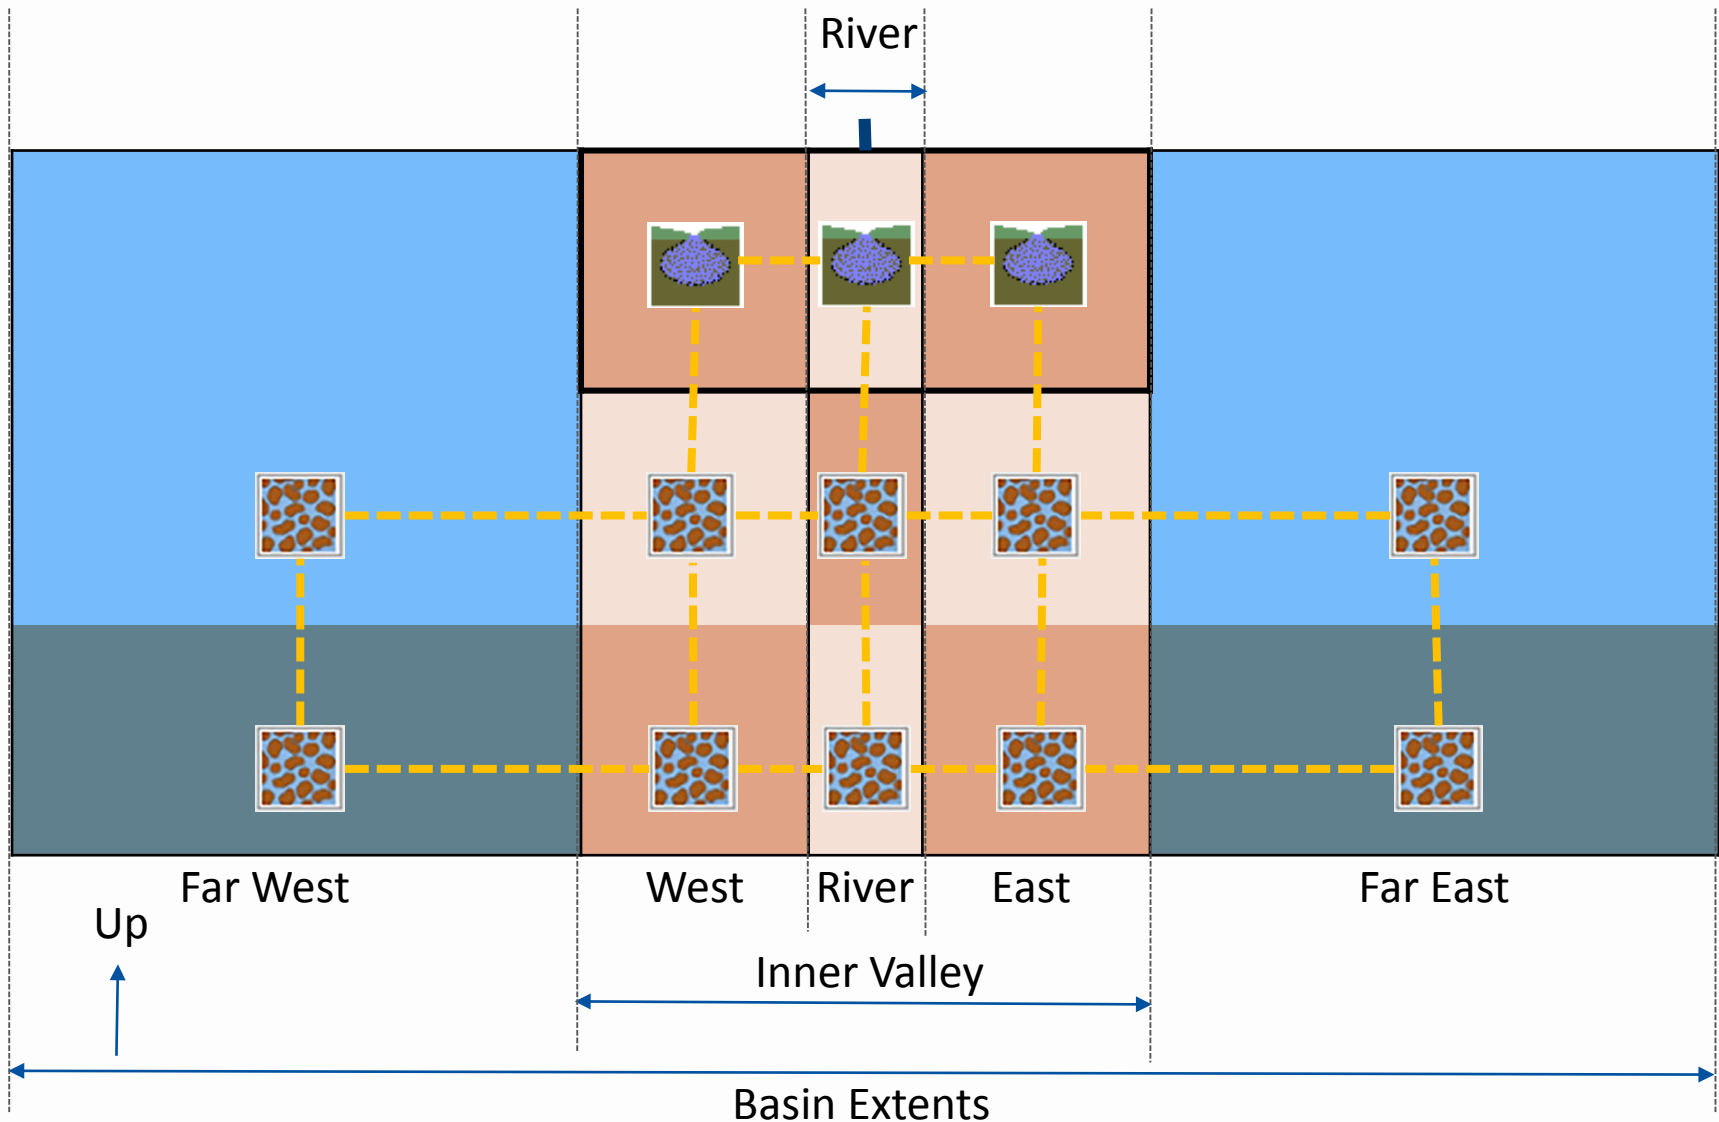 River
Far West
West
River
East
Far East
Up
Inner Valley
Basin Extents